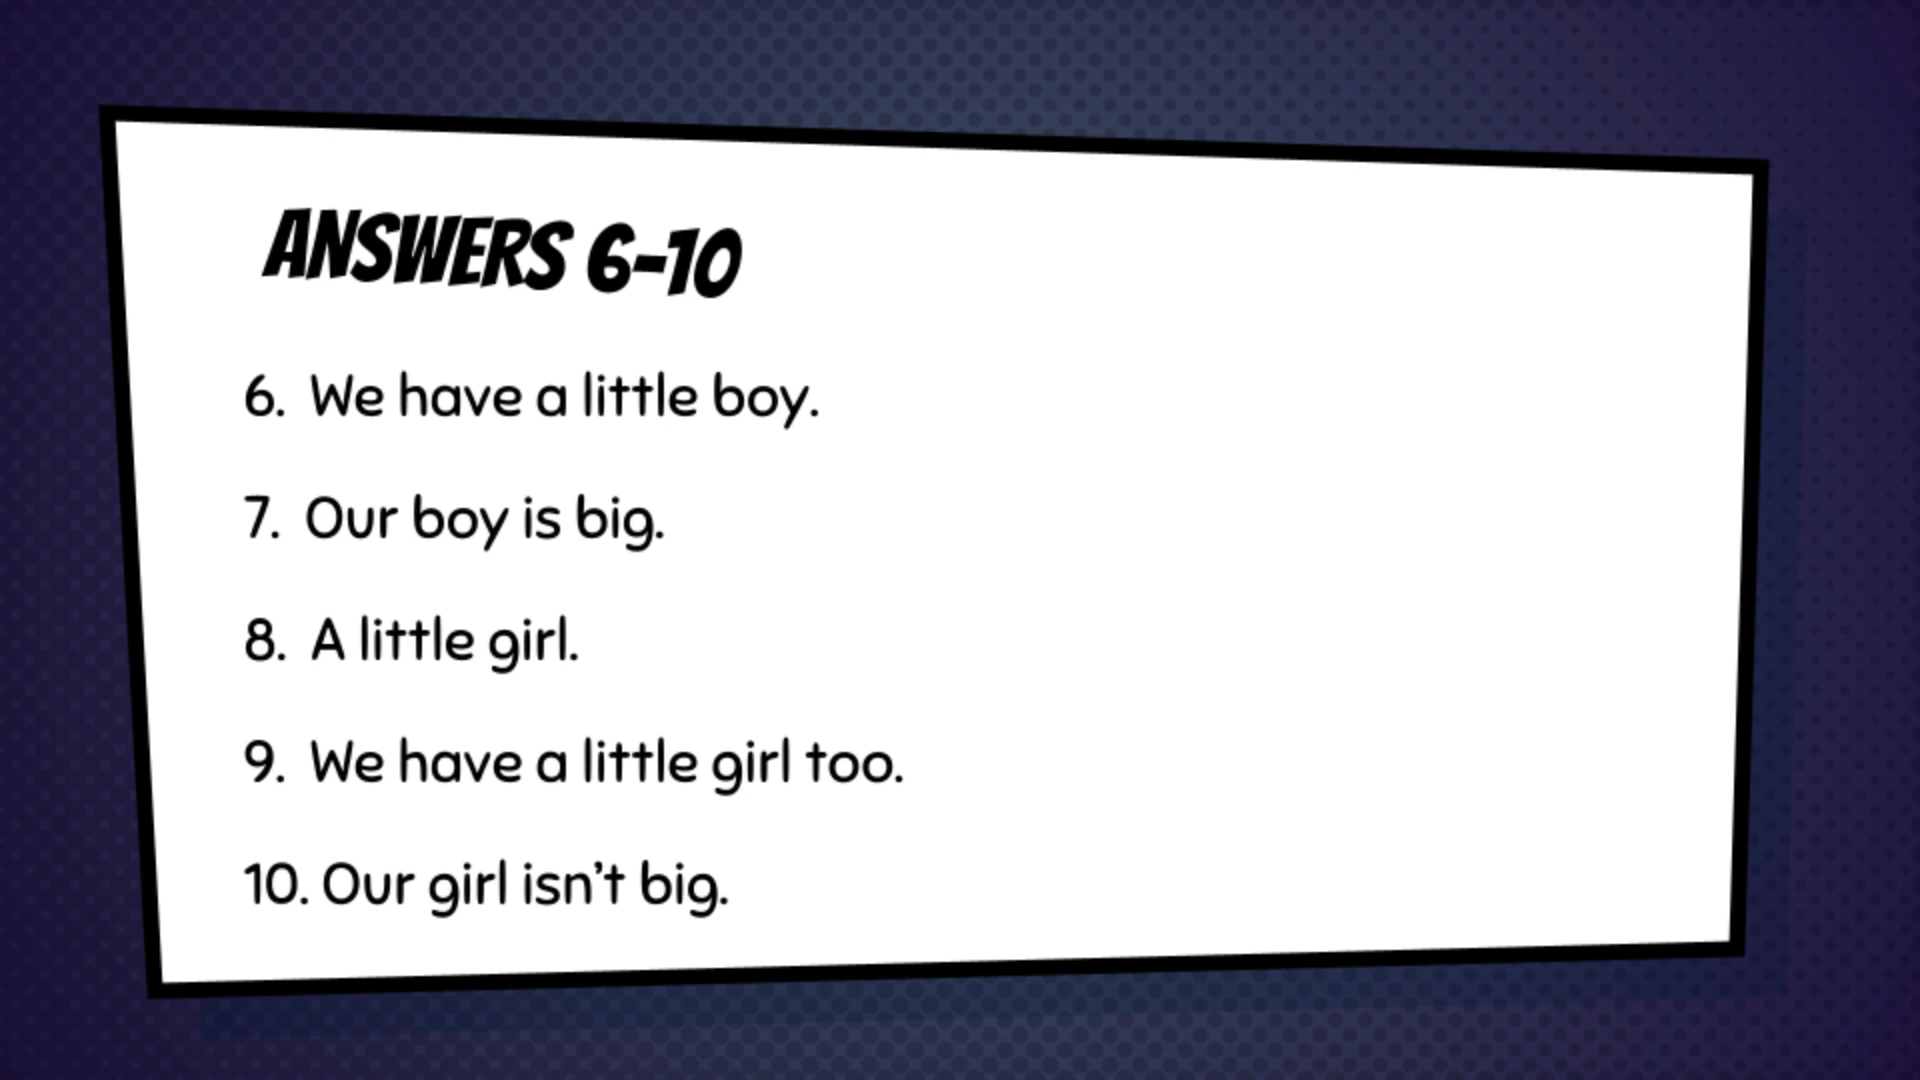 ANSWERS 6-10
6. We have a little boy.
7. Our boy is big.
8. A little girl.
9. We have a little girl too.
10. Our girl isn't big.